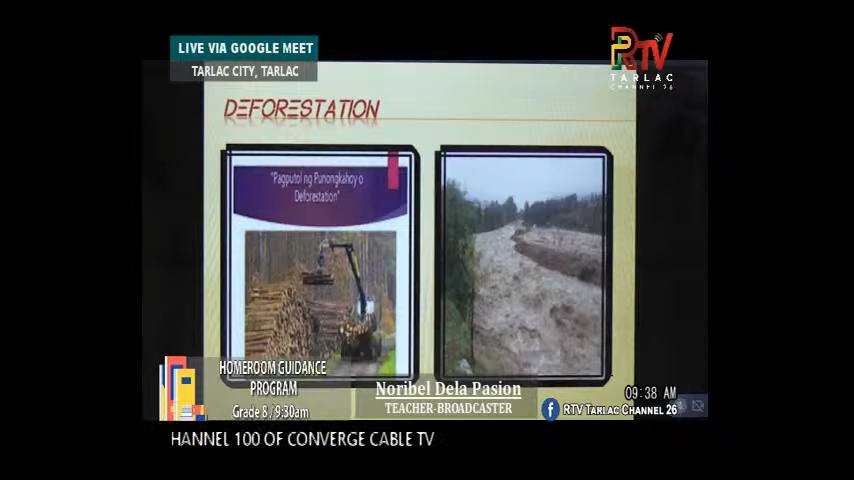 LIVE VIA GOOGLE MEET
TARLAC CITY, TARLAC
RTV
TARLAC
CHANNEL 26
DEFORESTATION
"Pagputol ng Punongkahoy o
Deforestation"
HOMEROOM GUIDANCE
PROGRAM
Grade 8 / 9:30am
Noribel Dela Pasion
TEACHER-BROADCASTER
09:38 AM
RTV TARLAC CHANNEL 26
HANNEL 100 OF CONVERGE CABLE TV